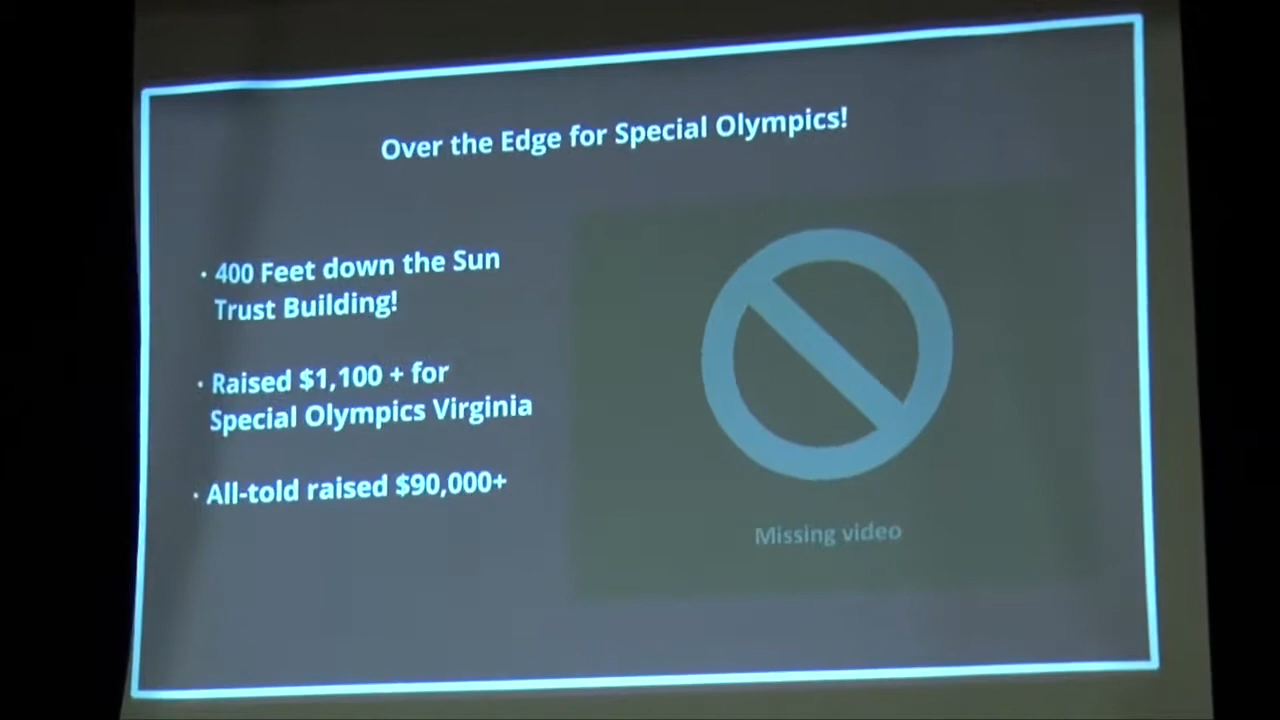 Over the Edge for Special Olympics!
· 400 Feet down the Sun
Trust Building!
· Raised $1,100 + for
Special Olympics Virginia
· All-told raised $90,000+
Missing video